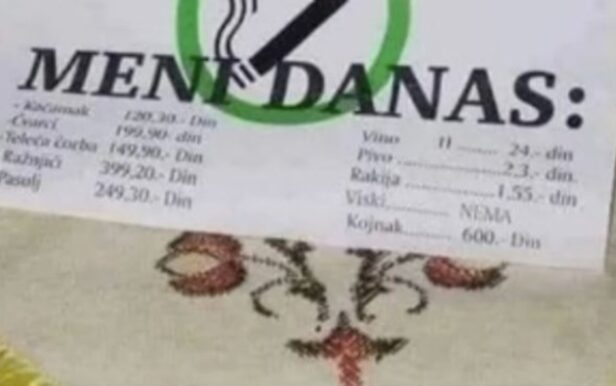 MENI DANAS:
- Kačamak 120,30.- Din
-Čvarci 199,90- din
-Teleća čorba 149,90,- Din
Ražnjići 399,20.- Din
Pasolj 249,30.- Din
Vino 1l ........ 24.- din
Pivo ................ 2,3,- din.
Rakija ................ 1,55.- din
Viski............ NEMA
Kojnak............ 600.- Din